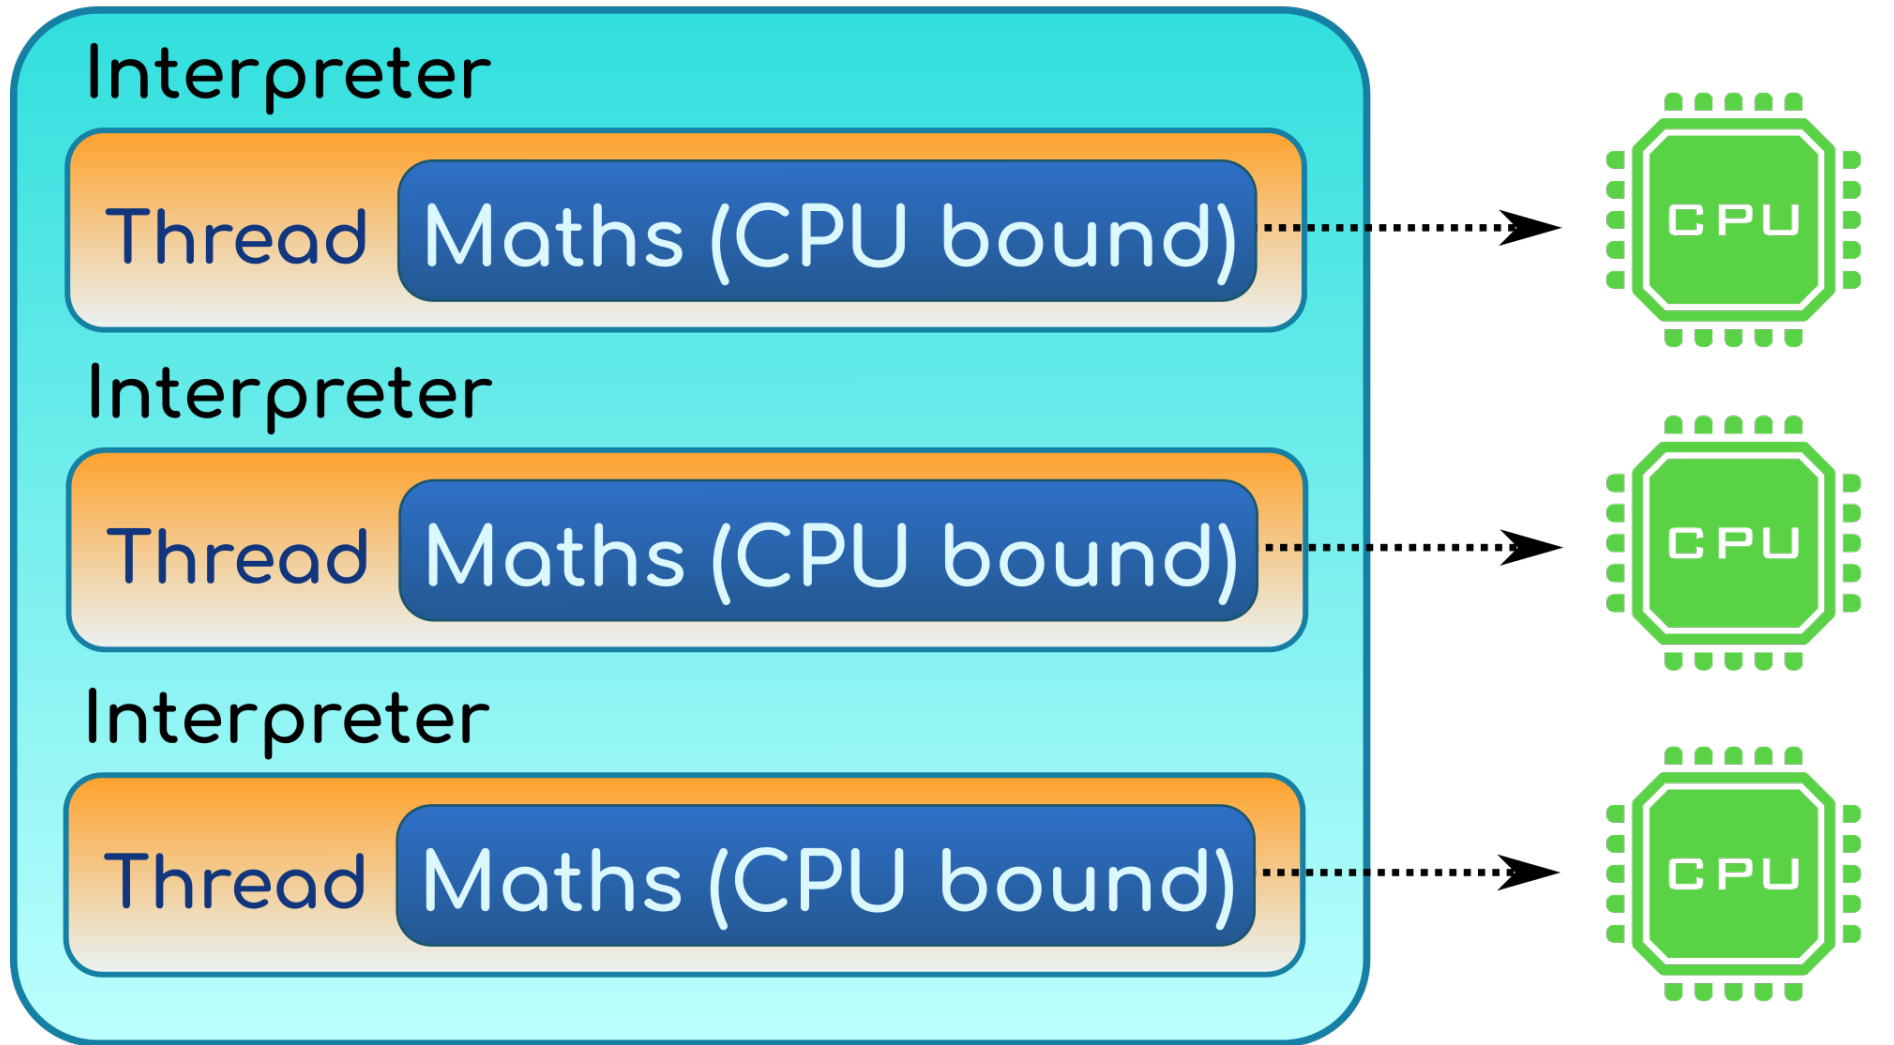 Interpreter
Thread Maths (CPU bound)
CPU
Interpreter
Thread Maths (CPU bound)
CPU
Interpreter
Thread Maths (CPU bound)
CPU